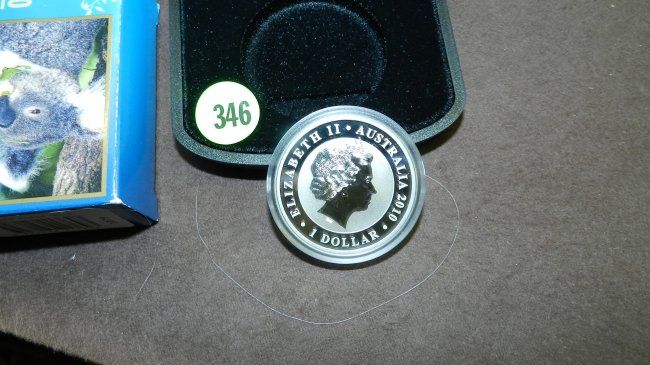 346
ELIZABETH II • AUSTRALIA 2010 •
1 DOLLAR •